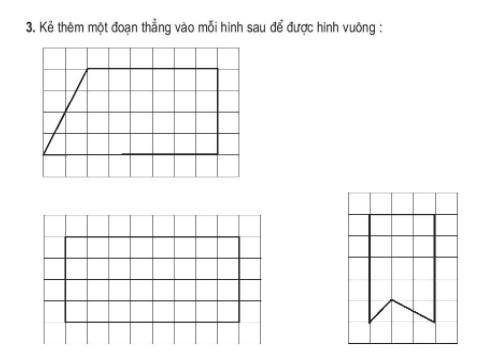 3. Kẻ thêm một đoạn thẳng vào mỗi hình sau để được hình vuông :